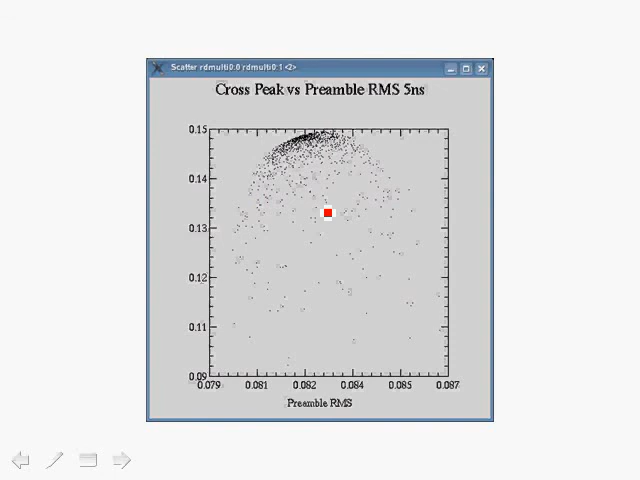 Scatter rdmulti0:0 rdmulti0:1 <2>
Cross Peak vs Preamble RMS 5ns
0.15
0.14
0.13
0.12
0.11
0.09
0.079 0.081 0.082 0.084 0.085 0.087
Preamble RMS